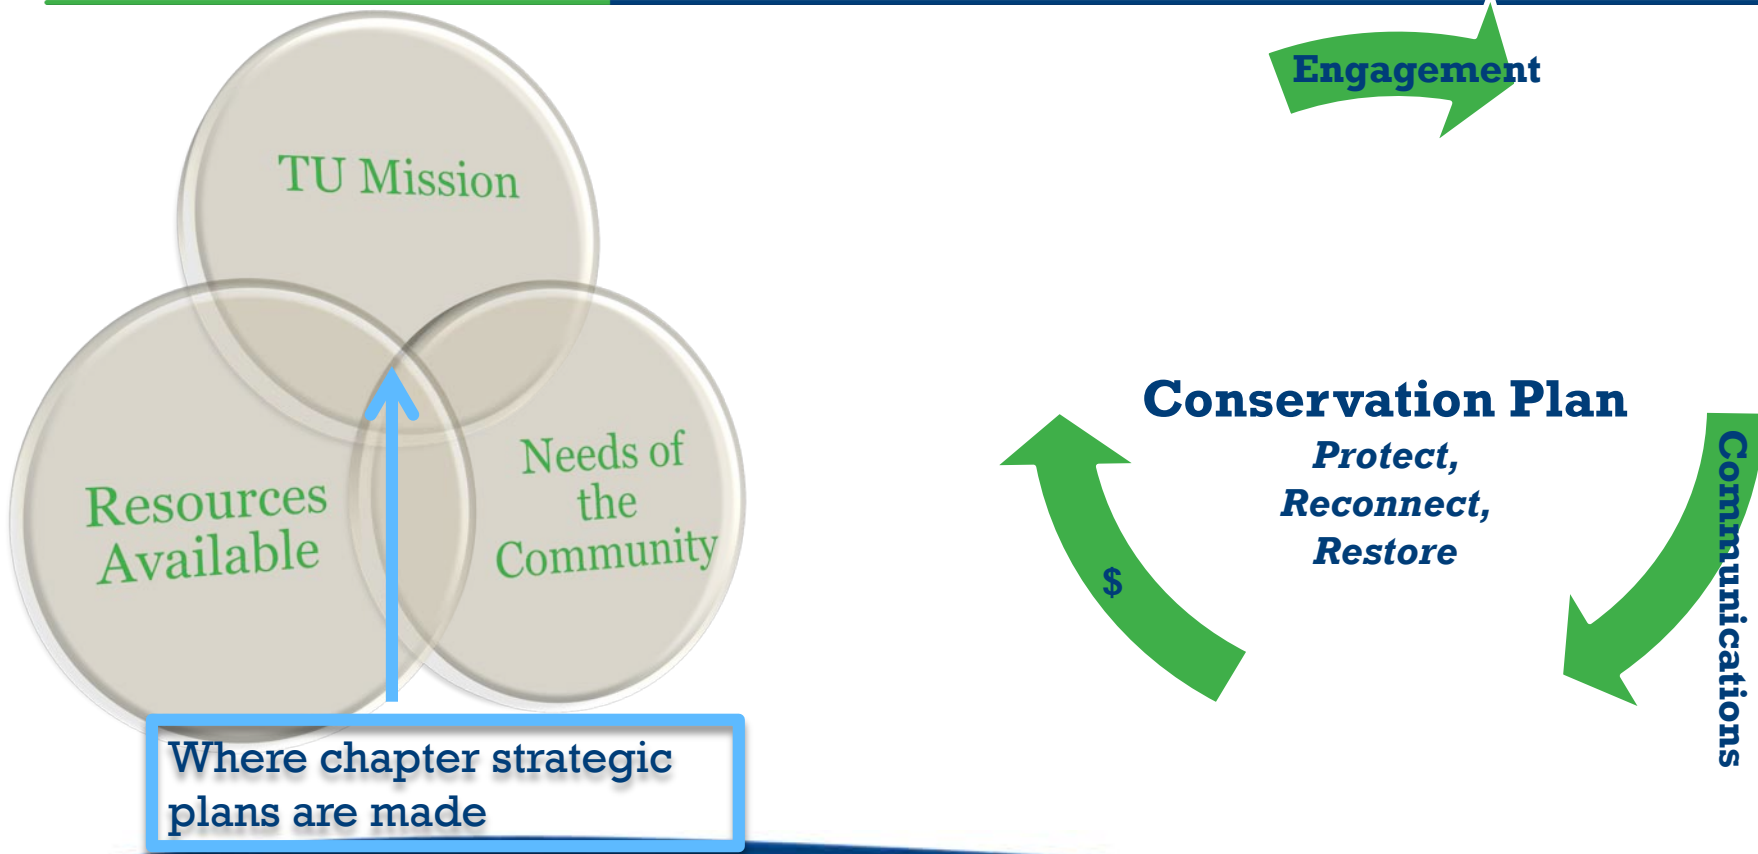 TU Mission
Resources
Available
Needs of
the
Community
Where chapter strategic
plans are made
Engagement
Conservation Plan
Protect,
Reconnect,
Restore
$
Communications